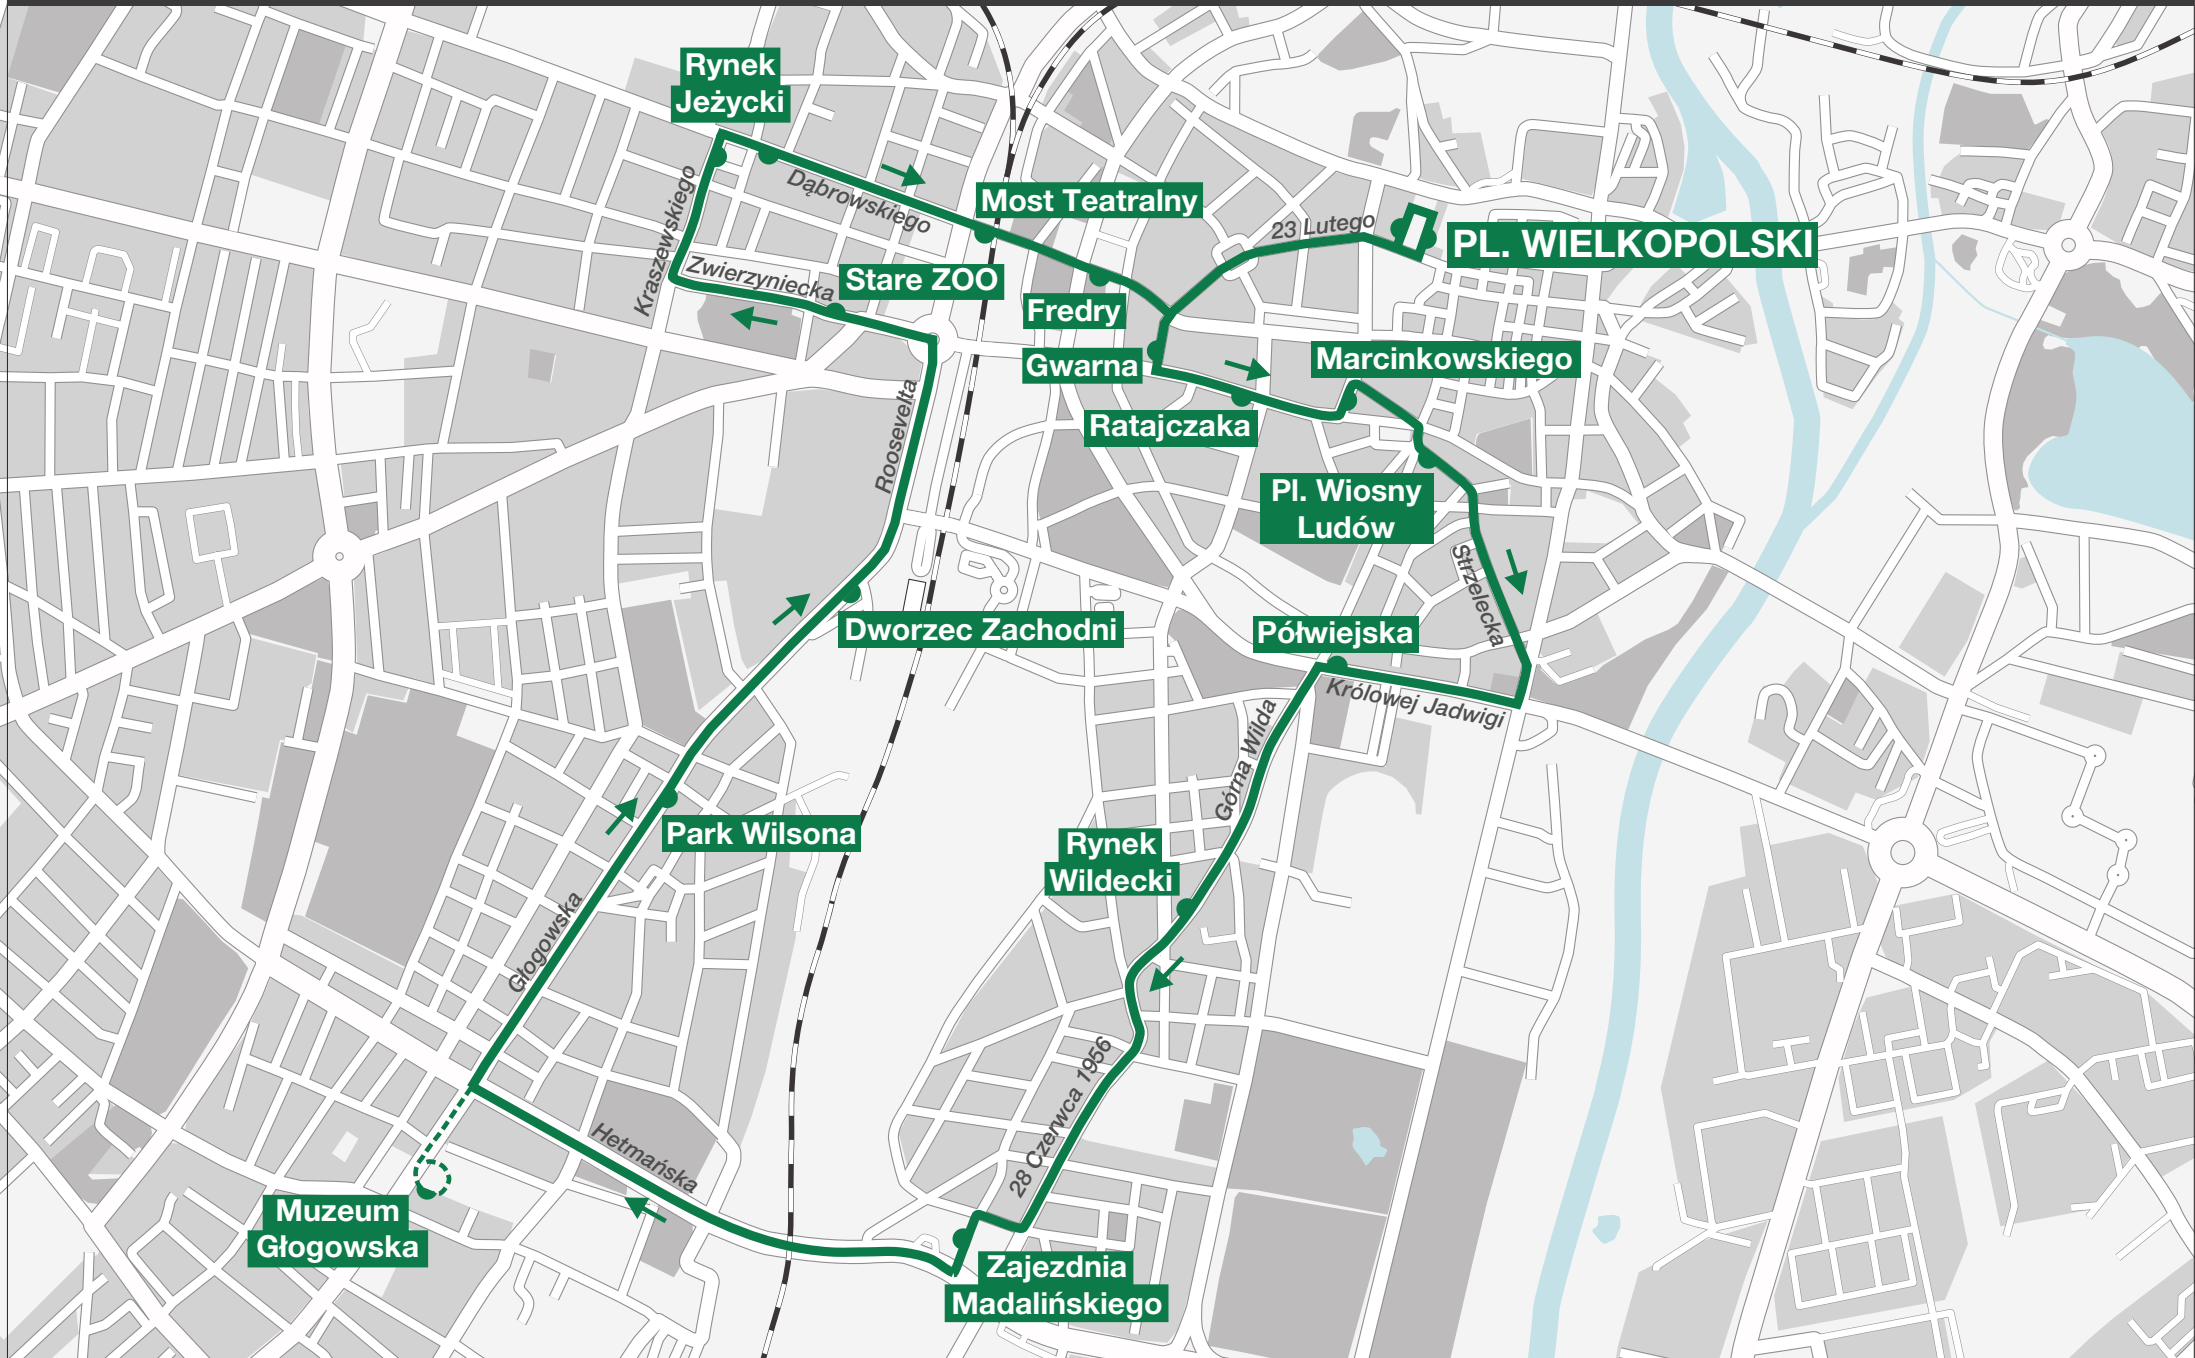 Rynek
Jeżycki
Kraszewskiego
Dąbrowskiego
Most Teatralny
23 Lutego
PL. WIELKOPOLSKI
Zwierzyniecka
Stare ZOO
Fredry
Gwarna
Marcinkowskiego
Roosevelta
Ratajczaka
Pl. Wiosny
Ludów
Strzelecka
Dworzec Zachodni
Półwiejska
Królowej Jadwigi
Górna Wilda
Park Wilsona
Rynek
Wildecki
Głogowska
28 Czerwca 1956
Hetmańska
Muzeum
Głogowska
Zajezdnia
Madalińskiego